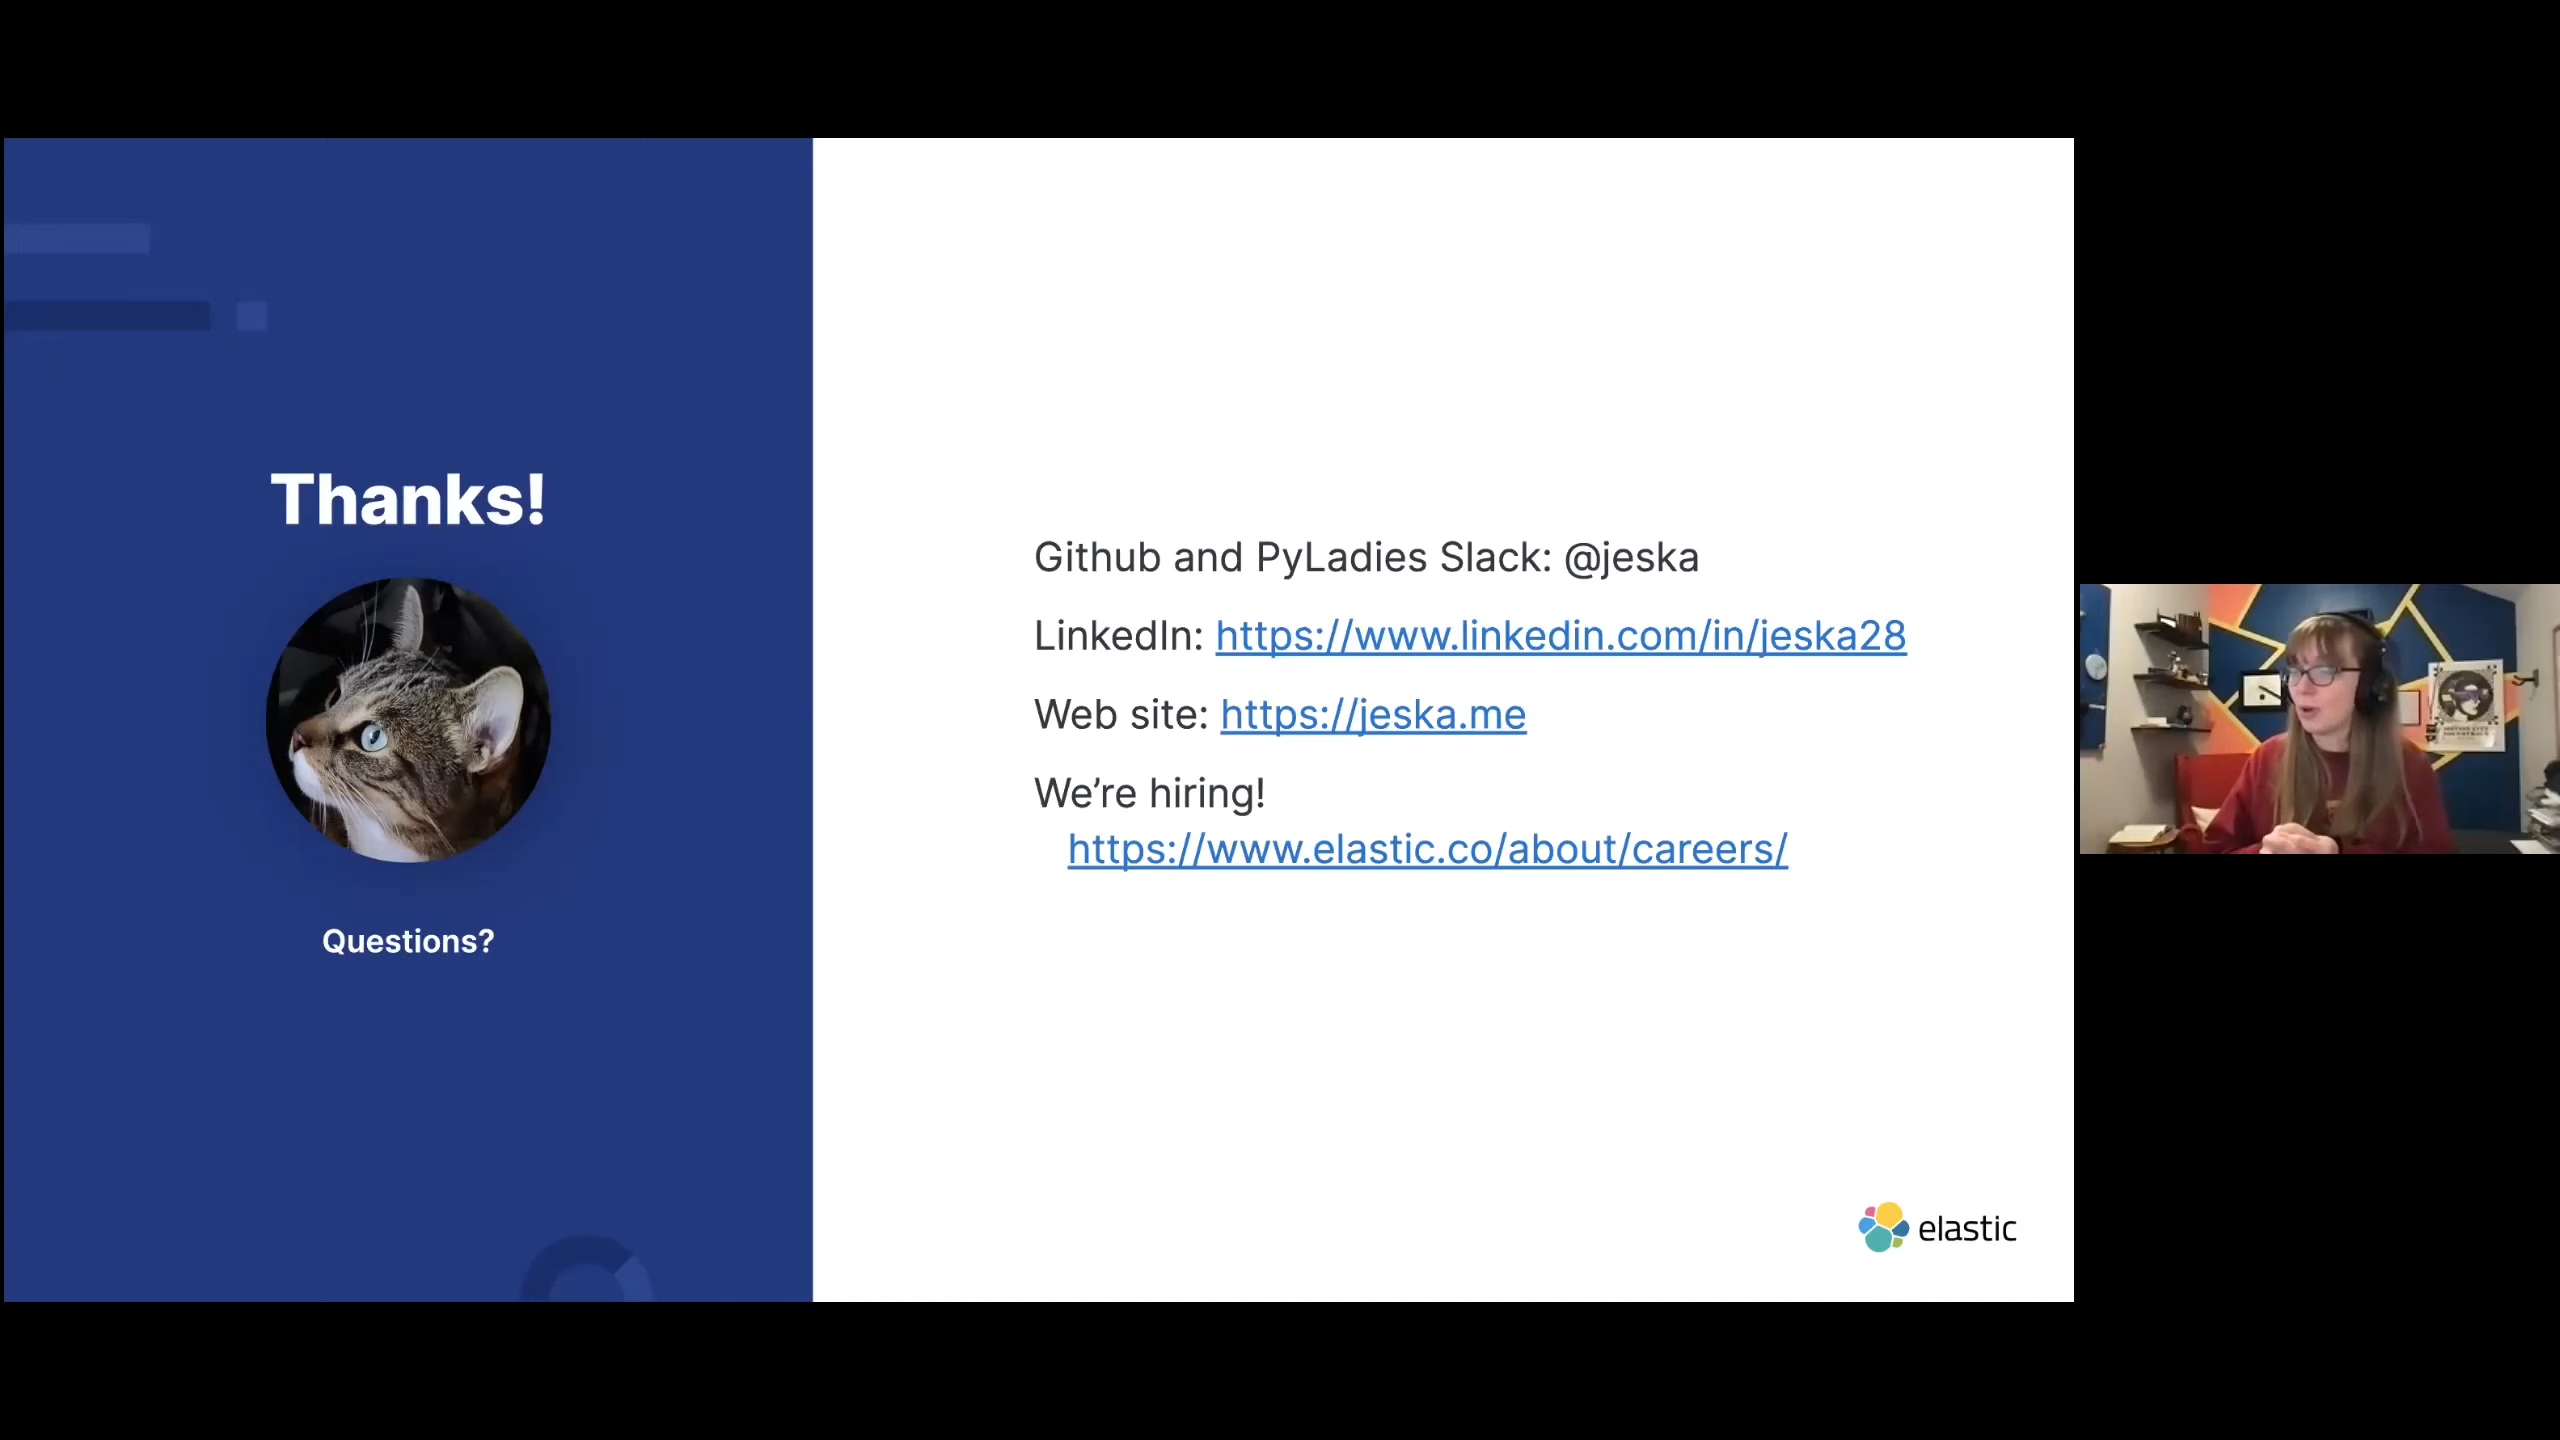 Thanks!
Questions?
Github and PyLadies Slack: @jeska
LinkedIn: https://www.linkedin.com/in/jeska28
Web site: https://jeska.me
We’re hiring!
https://www.elastic.co/about/careers/
elastic